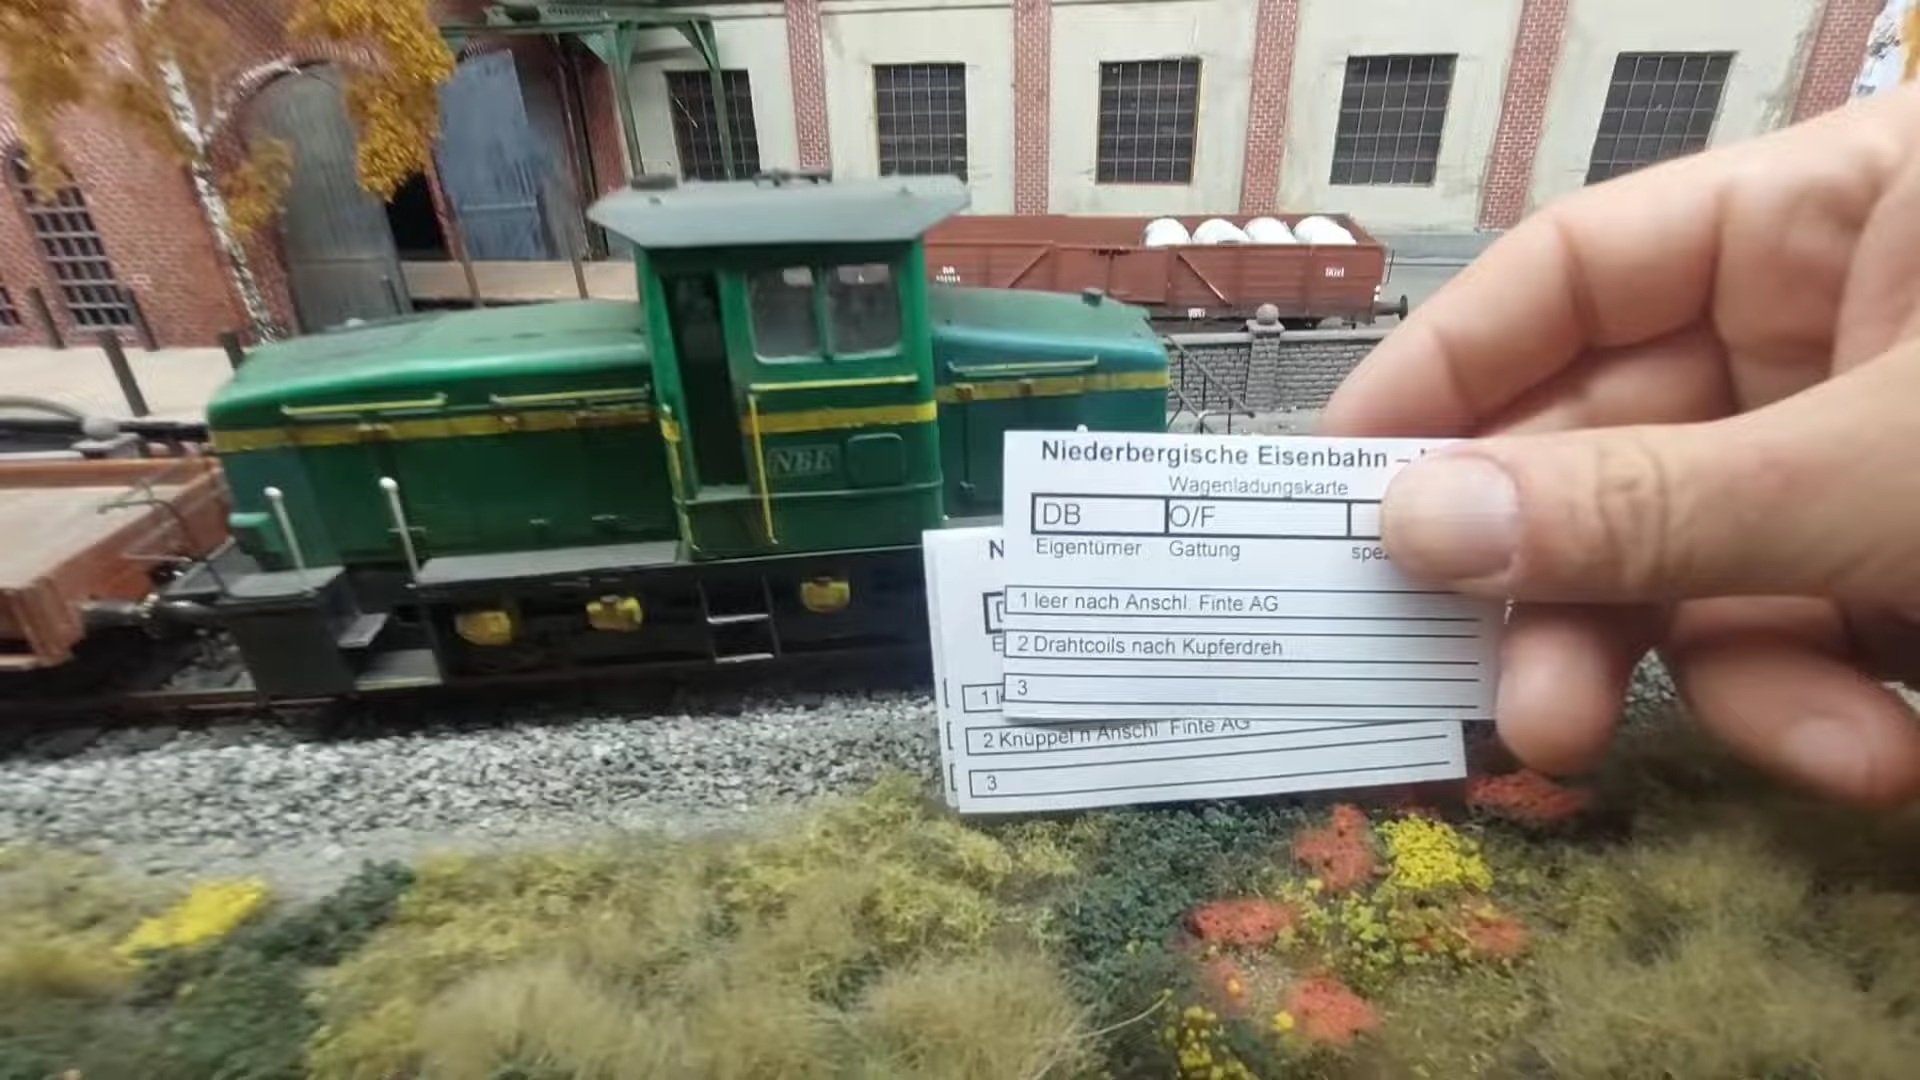 NBE
Niederbergische Eisenbahn –
Wagenladungskarte
DB O/F
Eigentümer Gattung
1 leer nach Anschl. Finte AG
2 Drahtcoils nach Kupferdreh
3
N
E
1
2 Knüppel n Anschl Finte AG
3